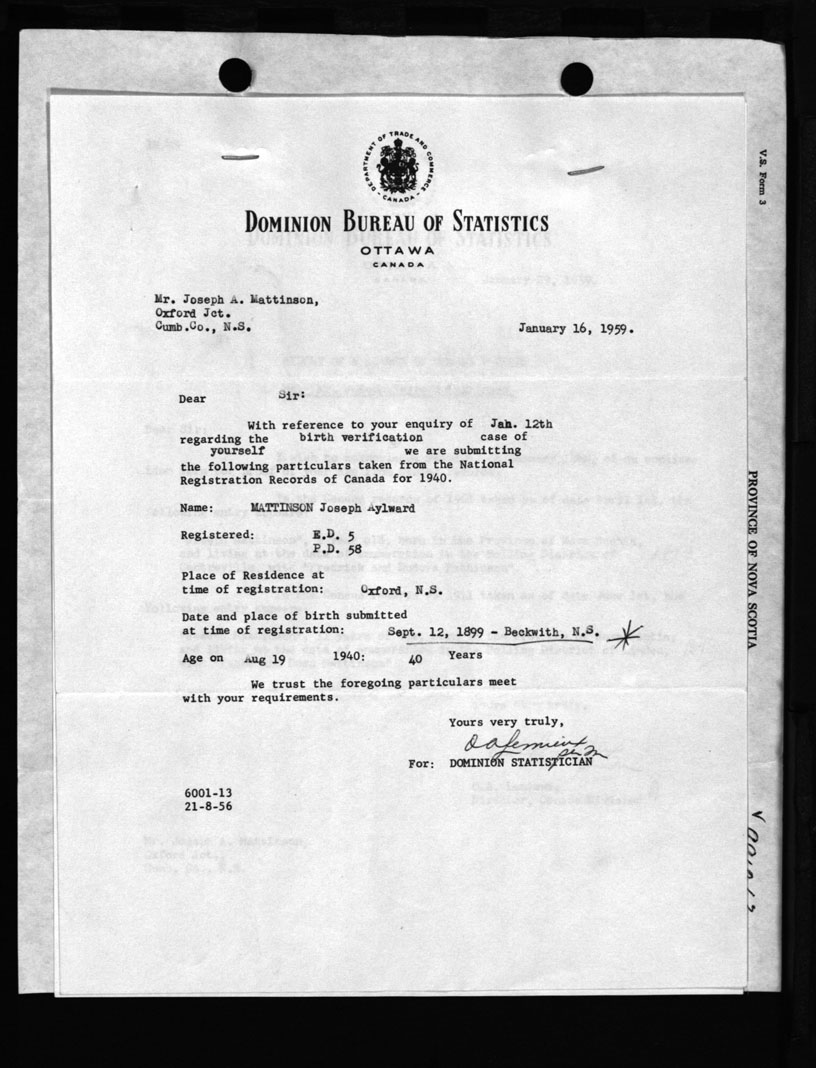 DEPARTMENT OF TRADE AND COMMERCE
- CANADA -
DOMINION BUREAU OF STATISTICS
OTTAWA
CANADA
Mr. Joseph A. Mattinson,
Oxford Jct.
Cumb.Co., N.S.
January 16, 1959.
Dear Sir:
With reference to your enquiry of Jan. 12th
regarding the birth verification case of
yourself we are submitting
the following particulars taken from the National
Registration Records of Canada for 1940.
Name: MATTINSON Joseph Aylward
Registered: E.D. 5
P.D. 58
Place of Residence at
time of registration: Oxford, N.S.
Date and place of birth submitted
at time of registration: Sept. 12, 1899 - Beckwith, N.S.
Age on Aug 19 1940: 40 Years
We trust the foregoing particulars meet
with your requirements.
Yours very truly,
For: DOMINION STATISTICIAN
6001-13
21-8-56
V.S. Form 3
PROVINCE OF NOVA SCOTIA